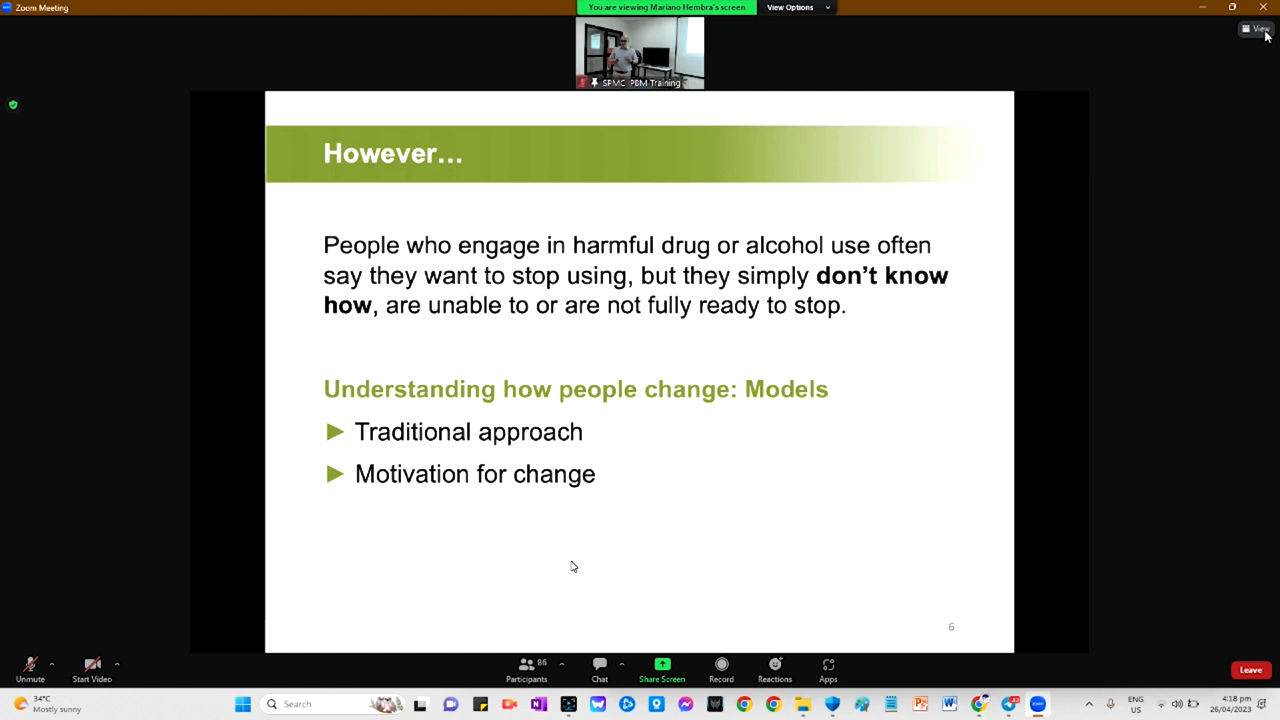 Zoom Meeting
You are viewing Mariano Hembra's screen
View Options
View
SPMC_PBM Training
However…
People who engage in harmful drug or alcohol use often
say they want to stop using, but they simply don't know
how, are unable to or are not fully ready to stop.
Understanding how people change: Models
Traditional approach
Motivation for change
6
Unmute
Start Video
86
Participants
Chat
Share Screen
Record
Reactions
Apps
Leave
34°C
Mostly sunny
Search
ENG
US
4:18 pm
26/04/2023